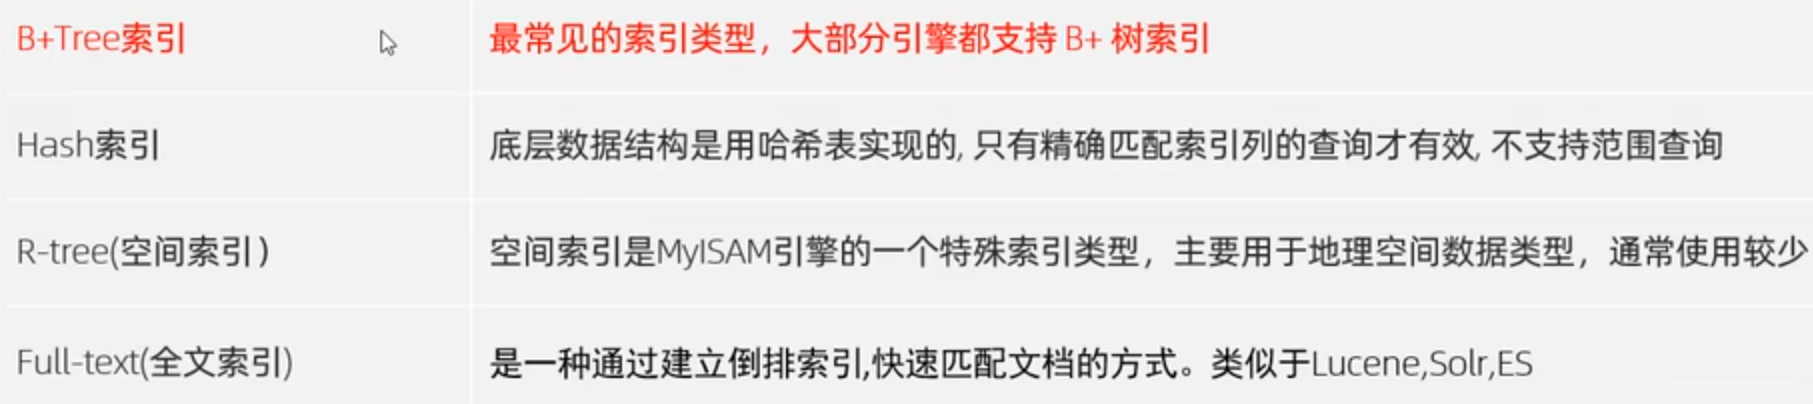 B+Tree索引
最常见的索引类型，大部分引擎都支持 B+ 树索引
Hash索引
底层数据结构是用哈希表实现的, 只有精确匹配索引列的查询才有效, 不支持范围查询
R-tree(空间索引）
空间索引是MyISAM引擎的一个特殊索引类型，主要用于地理空间数据类型，通常使用较少
Full-text(全文索引)
是一种通过建立倒排索引,快速匹配文档的方式。类似于Lucene,Solr,ES